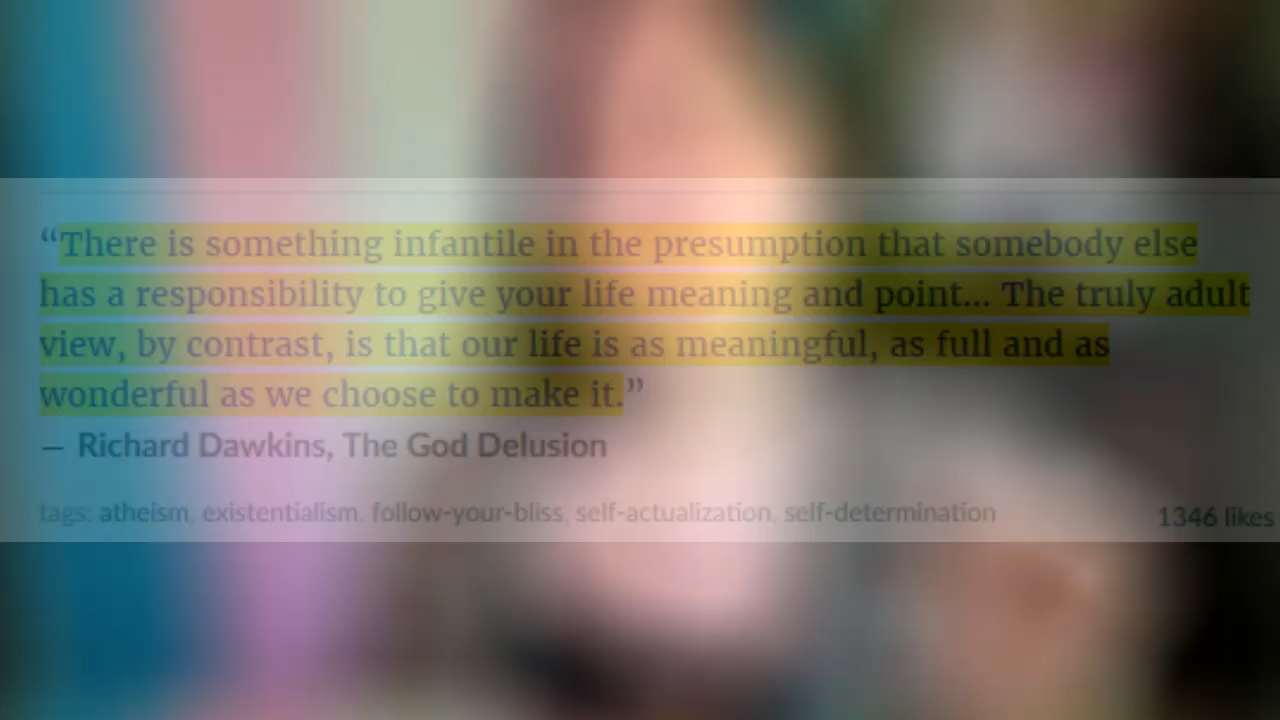 “There is something infantile in the presumption that somebody else
has a responsibility to give your life meaning and point... The truly adult
view, by contrast, is that our life is as meaningful, as full and as
wonderful as we choose to make it.”
― Richard Dawkins, The God Delusion
tags: atheism, existentialism, follow-your-bliss, self-actualization, self-determination
1346 likes